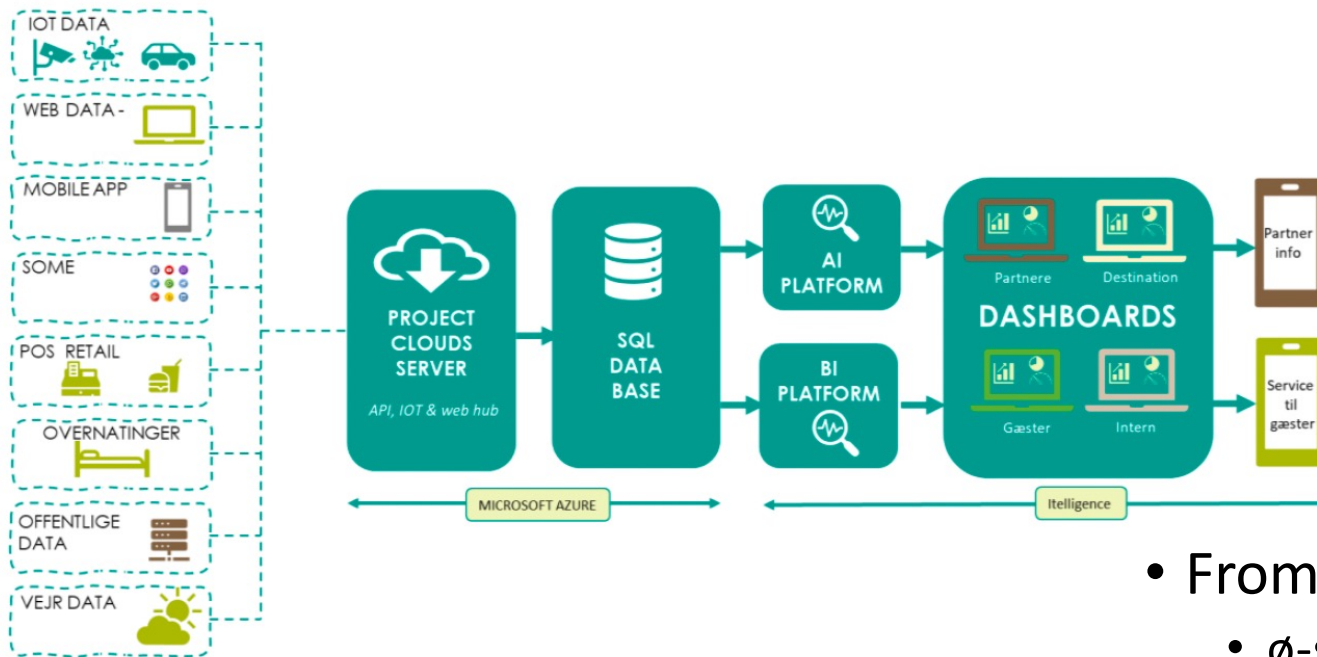 IOT DATA
WEB DATA -
MOBILE APP
SOME
POS RETAIL
OVERNATINGER
OFFENTLIGE
DATA
VEJR DATA
PROJECT
CLOUDS
SERVER
API, IOT & web hub
SQL
DATA
BASE
MICROSOFT AZURE
AI
PLATFORM
BI
PLATFORM
Partnere
Destination
DASHBOARDS
Gæster
Intern
Partner
info
Service
til
gæster
Itelligence
• From